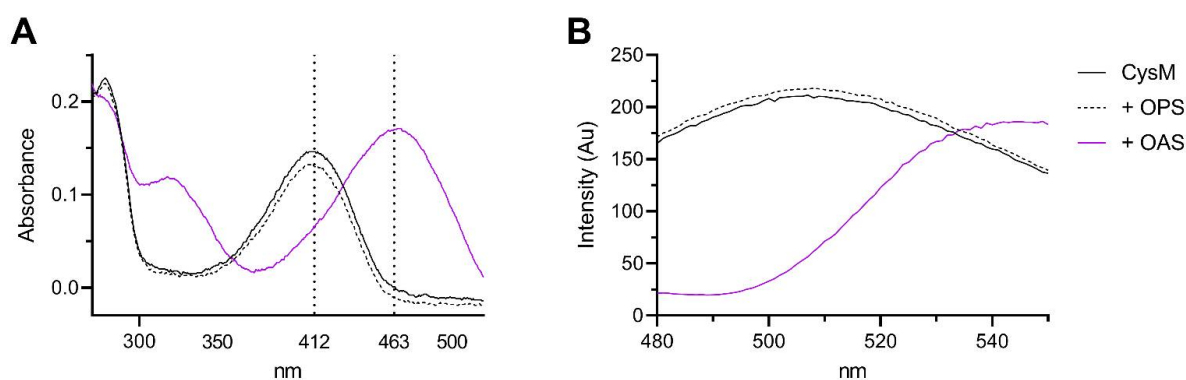 A
Absorbance
0.2
0.1
0.0
300 350 412 463 500
nm
B
Intensity (Au)
250
200
150
100
50
0
480 500 520 540
nm
CysM
+ OPS
+ OAS